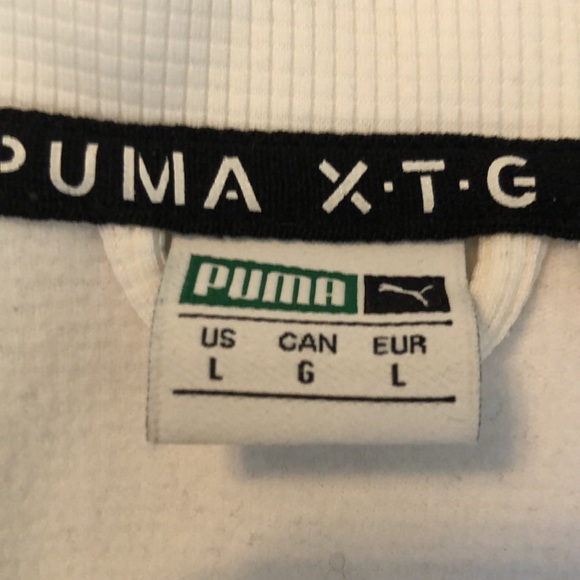 PUMA X·T·G
PUMA
US CAN EUR
L G L